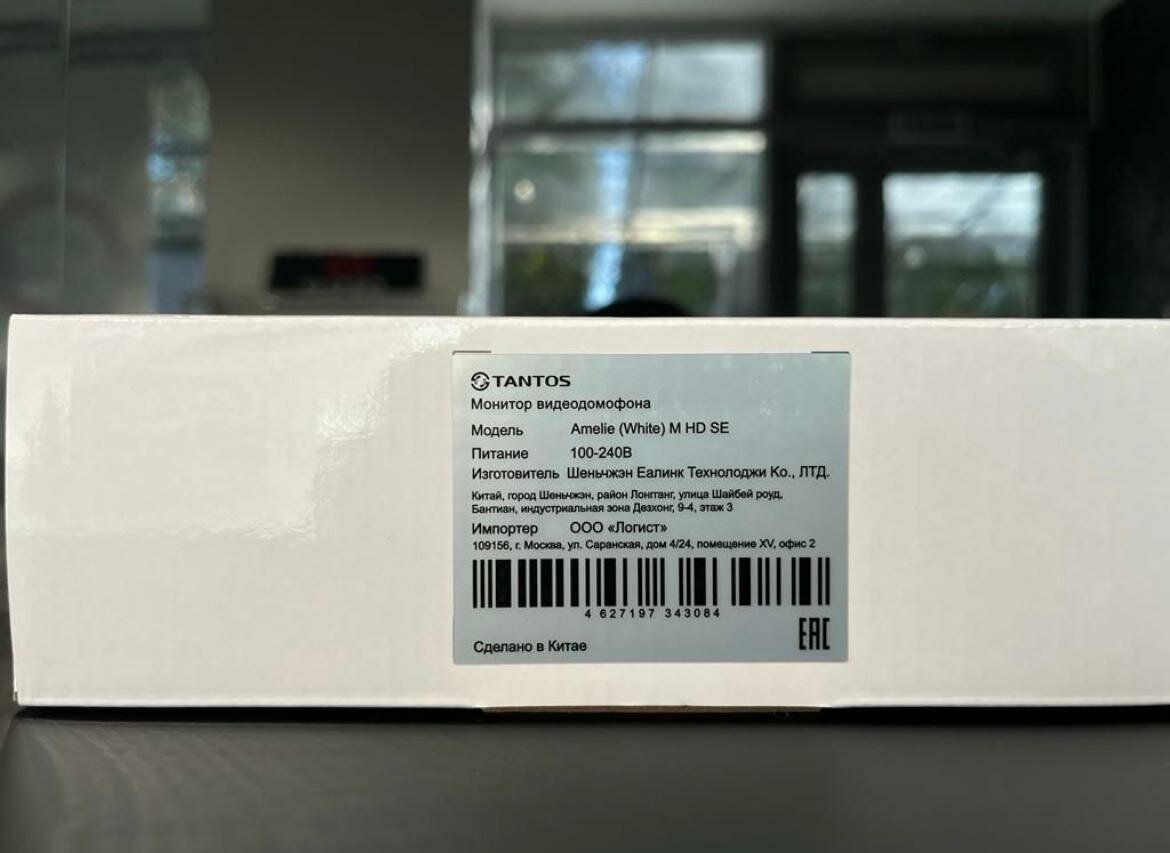 TANTOS
Монитор видеодомофона
Модель Amelie (White) M HD SE
Питание 100-240В
Изготовитель Шеньчжэн Еалинк Технолоджи Ко., ЛТД.
Китай, город Шеньчжэн, район Лонгганг, улица Шайбей роуд,
Бантиан, индустриальная зона Дезхонг, 9-4, этаж 3
Импортер ООО «Логист»
109156, г. Москва, ул. Саранская, дом 4/24, помещение XV, офис 2
4 627197 343084
Сделано в Китае
EAC